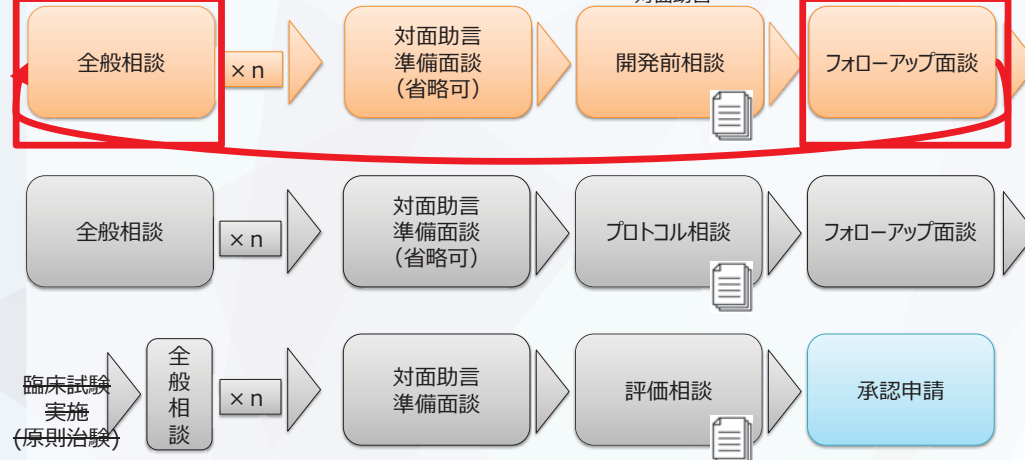 対面助言
全般相談
×n
対面助言
準備面談
（省略可）
開発前相談
フォローアップ面談
全般相談
×n
対面助言
準備面談
（省略可）
プロトコル相談
フォローアップ面談
臨床試験
実施
(原則治験)
全
般
相
談
×n
対面助言
準備面談
評価相談
承認申請